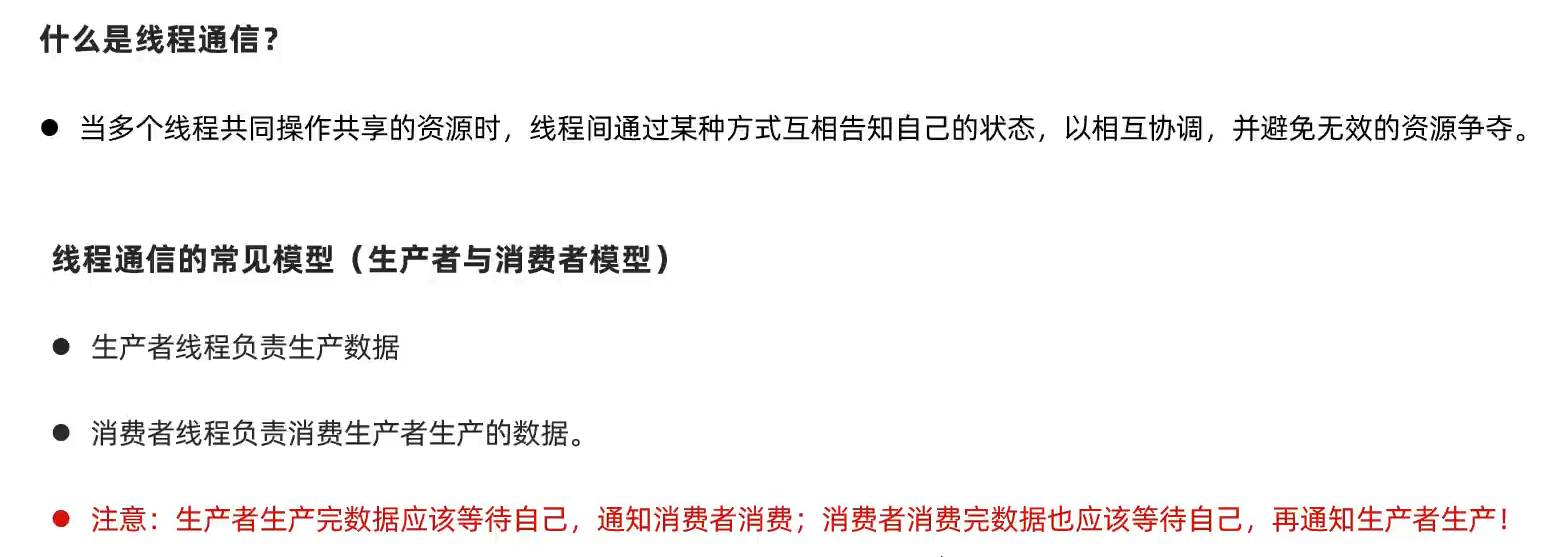 什么是线程通信?
● 当多个线程共同操作共享的资源时，线程间通过某种方式互相告知自己的状态，以相互协调，并避免无效的资源争夺。
线程通信的常见模型（生产者与消费者模型）
● 生产者线程负责生产数据
● 消费者线程负责消费生产者生产的数据。
● 注意：生产者生产完数据应该等待自己，通知消费者消费；消费者消费完数据也应该等待自己，再通知生产者生产！